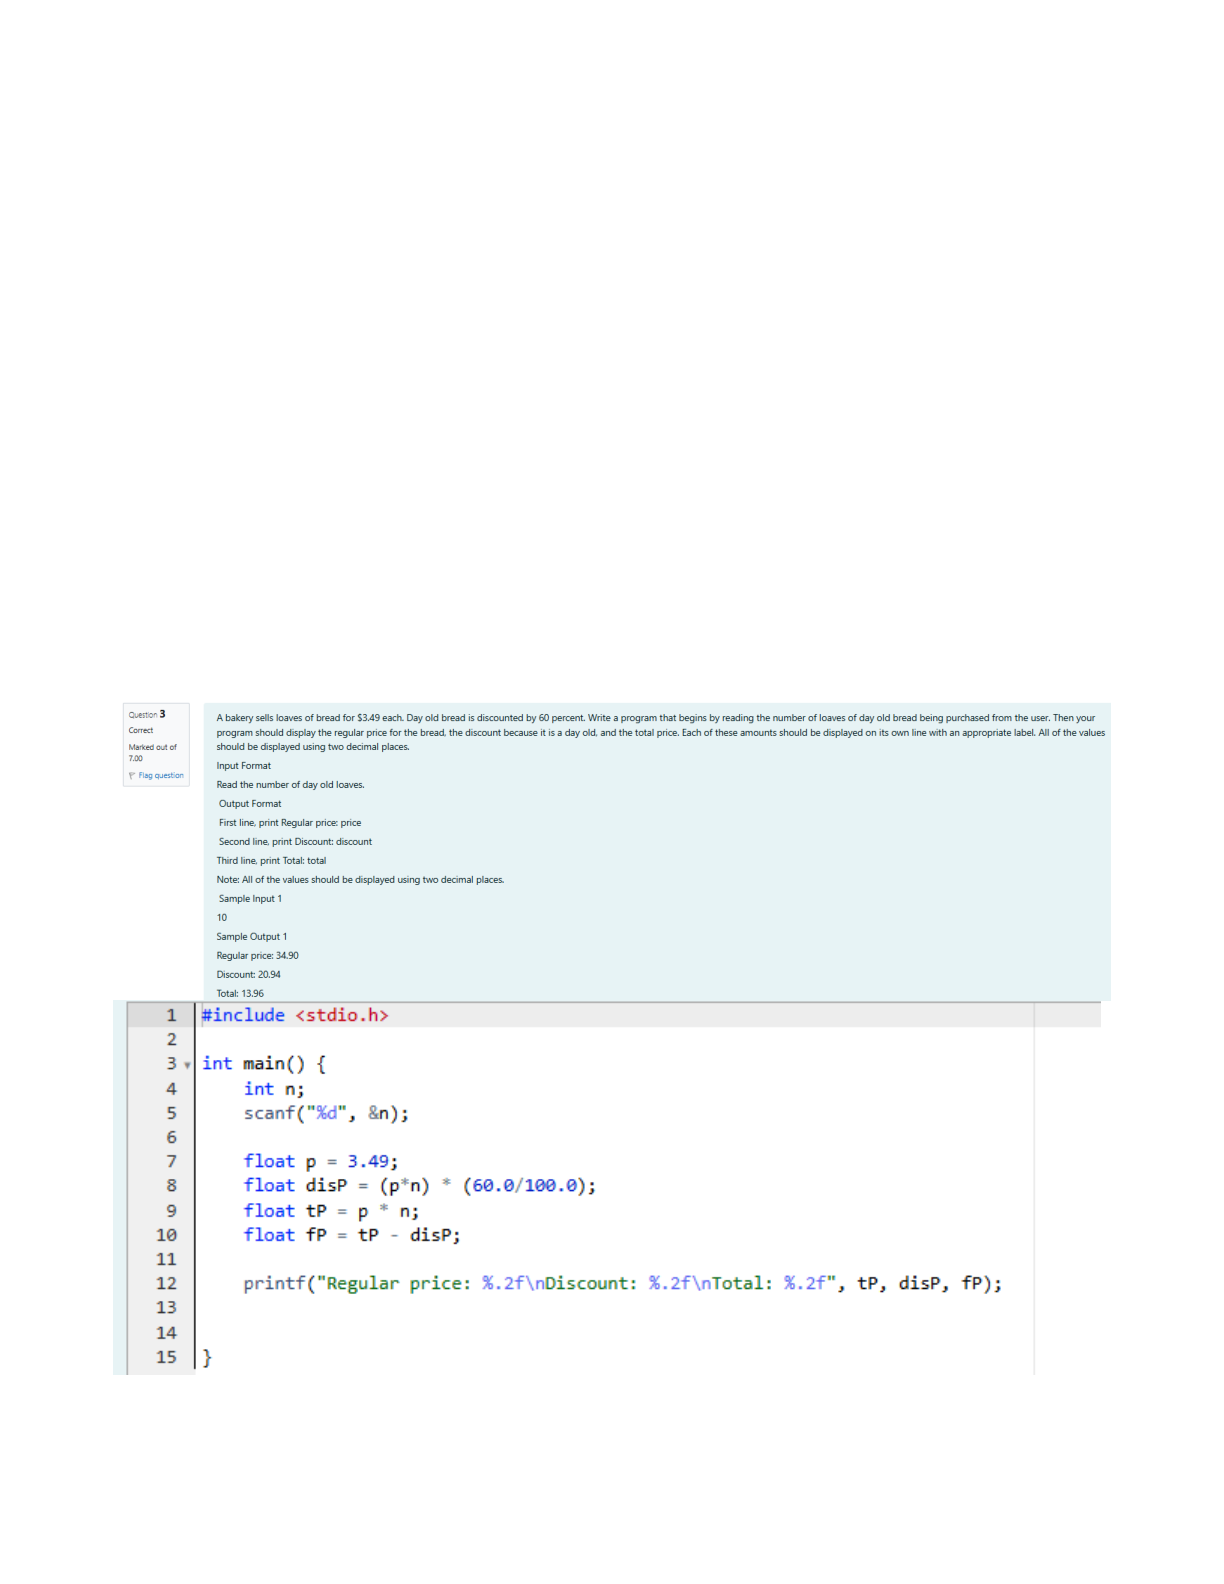 Question 3
Correct
Marked out of
7.00
Flag question
A bakery sells loaves of bread for $3.49 each. Day old bread is discounted by 60 percent. Write a program that begins by reading the number of loaves of day old bread being purchased from the user. Then your
program should display the regular price for the bread, the discount because it is a day old, and the total price. Each of these amounts should be displayed on its own line with an appropriate label. All of the values
should be displayed using two decimal places.
Input Format
Read the number of day old loaves.
Output Format
First line, print Regular price: price
Second line, print Discount: discount
Third line, print Total: total
Note: All of the values should be displayed using two decimal places.
Sample Input 1
10
Sample Output 1
Regular price: 34.90
Discount: 20.94
Total: 13.96
1 #include <stdio.h>
2
3 int main() {
4     int n;
5     scanf("%d", &n);
6
7     float p = 3.49;
8     float disP = (p*n) * (60.0/100.0);
9     float tP = p * n;
10     float fP = tP - disP;
11
12     printf("Regular price: %.2f\nDiscount: %.2f\nTotal: %.2f", tP, disP, fP);
13
14
15 }